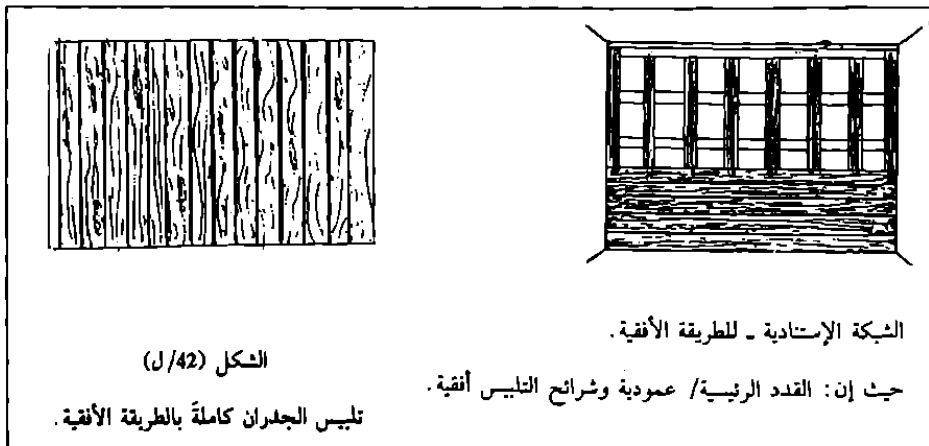 الشبكة الإستنادية - للطريقة الأفقية.
حيث إن: القدد الرئيسية/ عمودية وشرائح التلبيس أفقية.
الشكل (42/ل)
تلبيس الجدران كاملةً بالطريقة الأفقية.